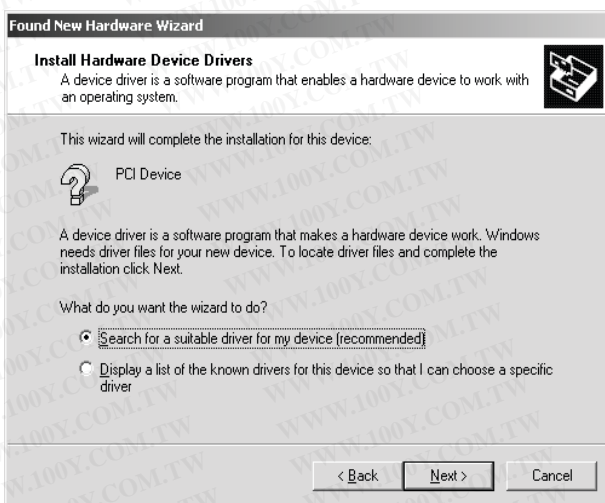 Found New Hardware Wizard
Install Hardware Device Drivers
A device driver is a software program that enables a hardware device to work with
an operating system.
This wizard will complete the installation for this device:
PCI Device
A device driver is a software program that makes a hardware device work. Windows
needs driver files for your new device. To locate driver files and complete the
installation click Next.
What do you want the wizard to do?
Search for a suitable driver for my device (recommended)
Display a list of the known drivers for this device so that I can choose a specific
driver
< Back
Next >
Cancel
WWW.100Y.COM.TW